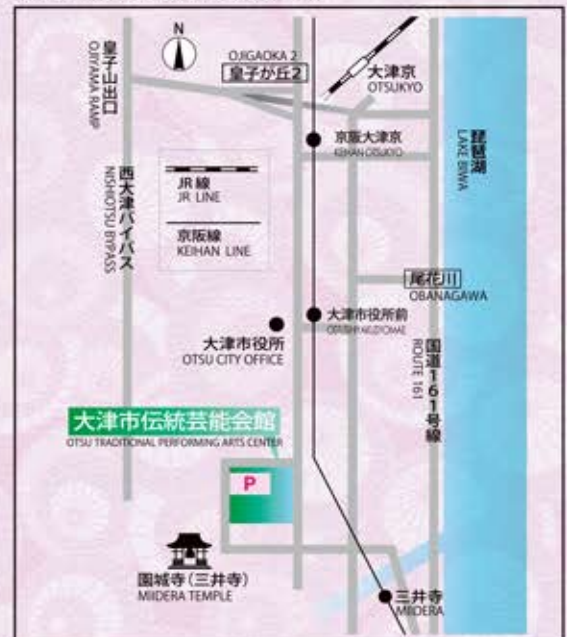 N
皇子山出口
OJIYAMA RAMP
OJIGAOKA 2
皇子が丘2
大津京
OTSUKYO
京阪大津京
KEIHAN OTSUKYO
琵琶湖
LAKE BIWA
JR線
JR LINE
京阪線
KEIHAN LINE
西大津バイパス
NISHIOTSU BYPASS
尾花川
OBANAGAWA
大津市役所前
大津市役所
OTSU CITY OFFICE
国道161号線
ROUTE 161
大津市伝統芸能会館
OTSU TRADITIONAL PERFORMING ARTS CENTER
P
園城寺(三井寺)
MIIDERA TEMPLE
三井寺
MIIDERA